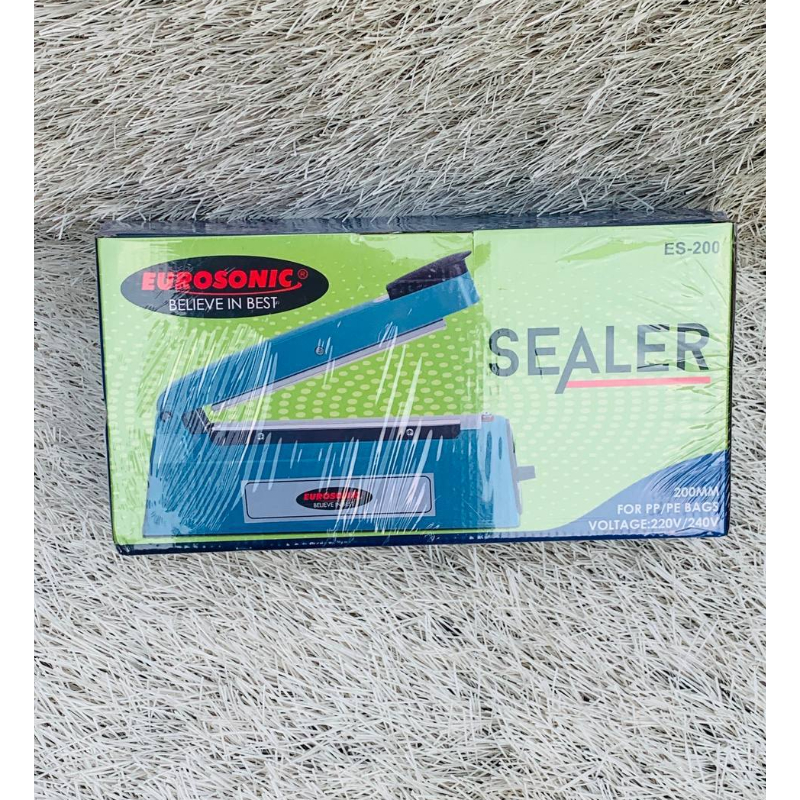 EUROSONIC®
BELIEVE IN BEST
ES-200
SEALER
EUROSONIC
BELIEVE IN BEST
200MM
FOR PP/PE BAGS
VOLTAGE:220V/240V